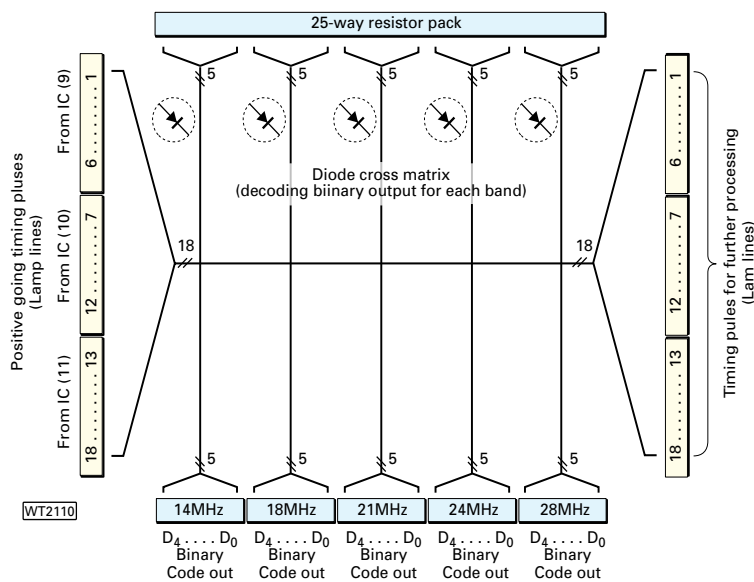 25-way resistor pack
5 5 5 5 5
Positive going timing pluses
(Lamp lines)
From IC (9)
1 . . . . . . . . 6
From IC (10)
7 . . . . . . . . 12
From IC (11)
13 . . . . . . . . 18
Diode cross matrix
(decoding biinary output for each band)
18 18
1 . . . . . . . . 6
7 . . . . . . . . 12
13 . . . . . . . . 18
Timing pules for further processing
(Lam lines)
5 5 5 5 5
WT2110
14MHz 18MHz 21MHz 24MHz 28MHz
D4 . . . . D0 D4 . . . . D0 D4 . . . . D0 D4 . . . . D0 D4 . . . . D0
Binary Binary Binary Binary Binary
Code out Code out Code out Code out Code out